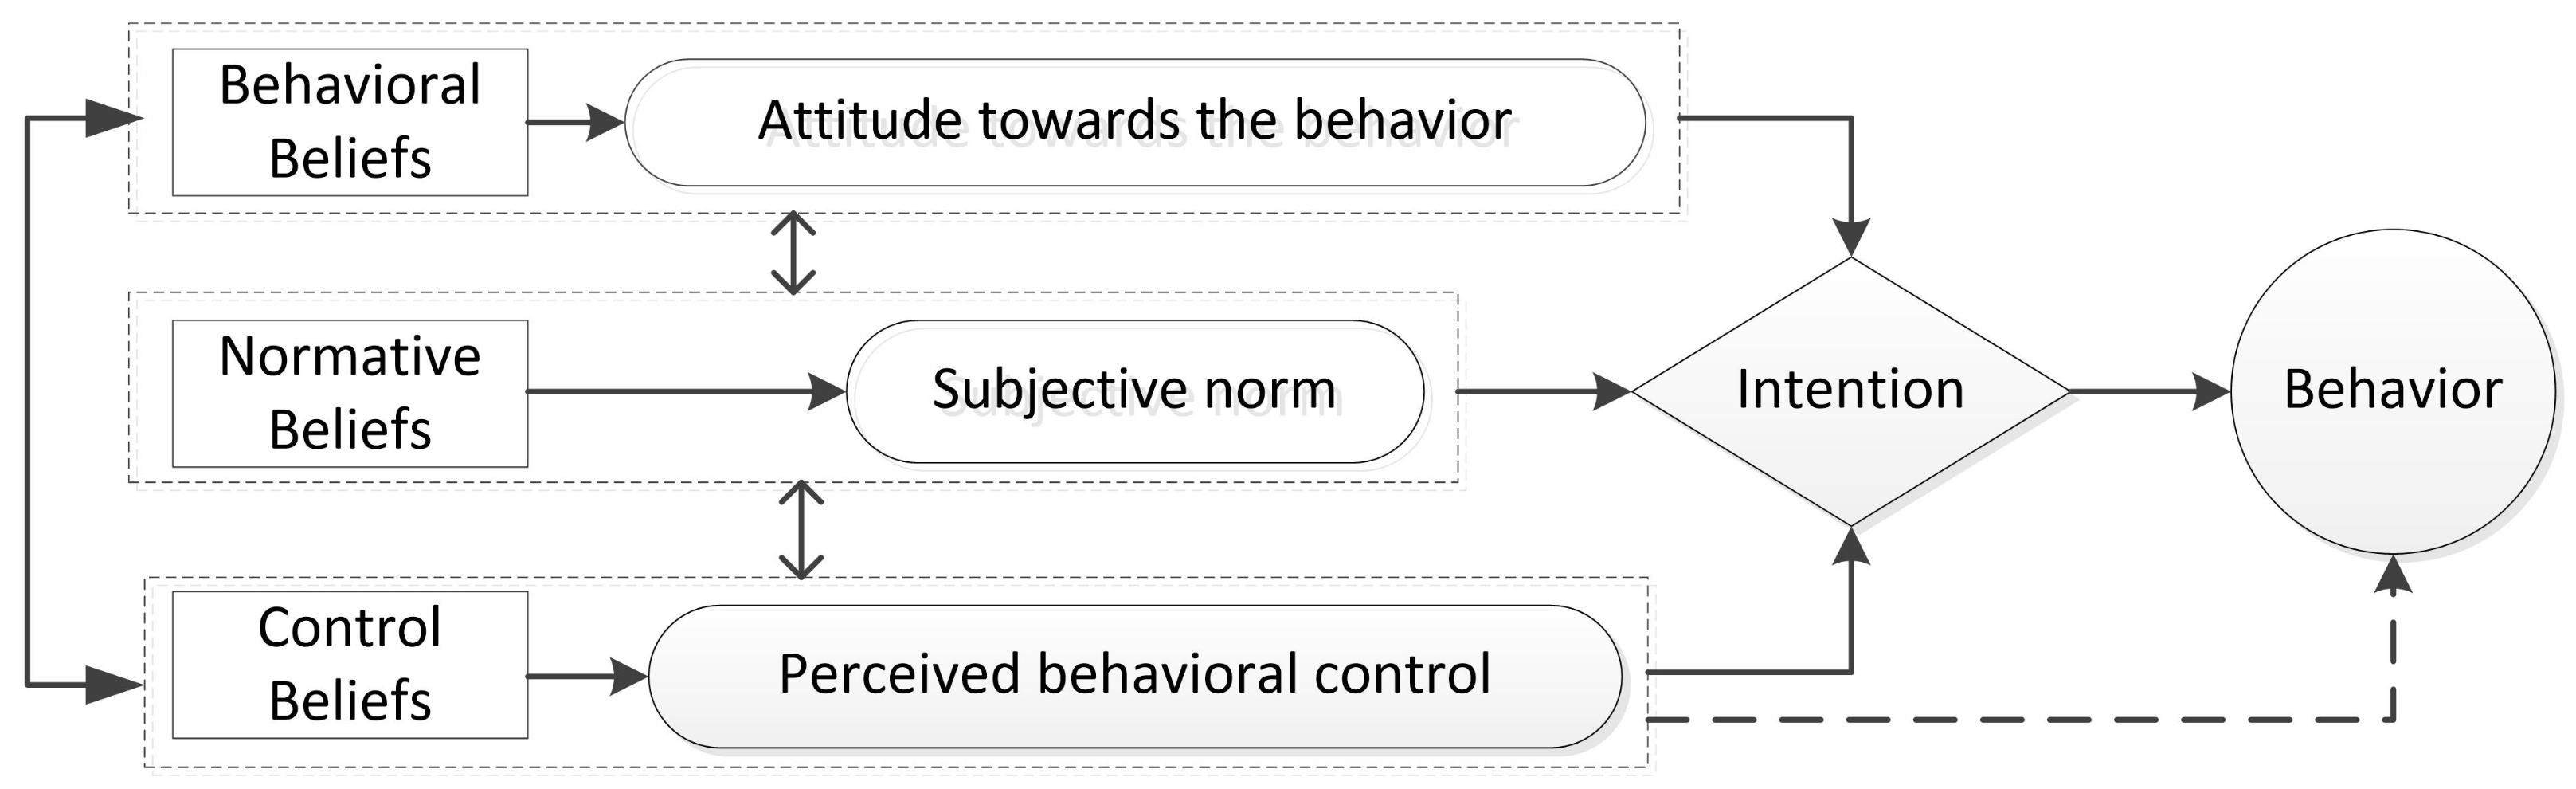 Behavioral
Beliefs
Attitude towards the behavior
Normative
Beliefs
Subjective norm
Intention
Behavior
Control
Beliefs
Perceived behavioral control